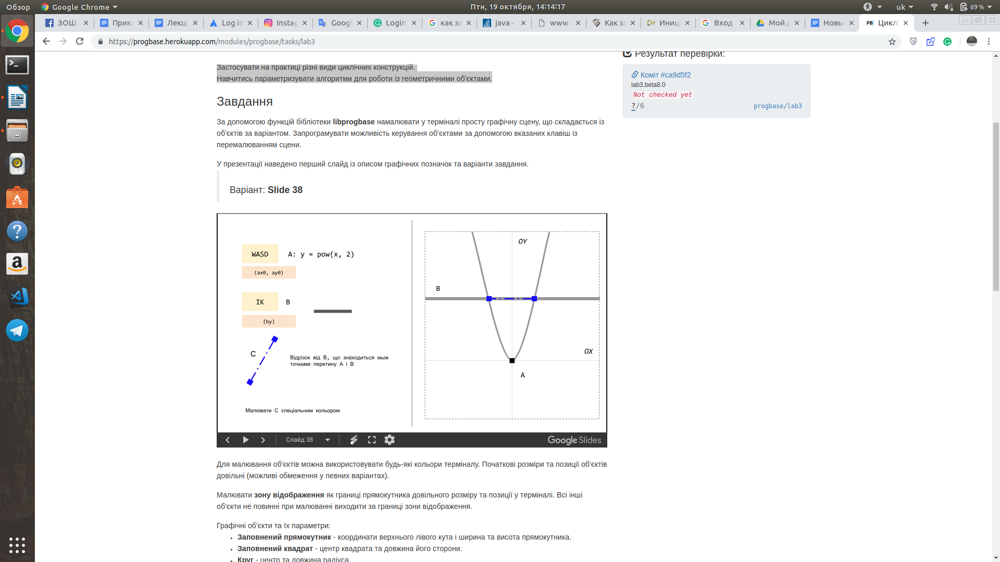 Обзор
Google Chrome
Птн, 19 октября, 14:14:17
uk
69 %
ЗОШ
Прикл
Лекці
Log in
Instag
Googl
Login
как за
java -
www.
Как за
Иниц
Вход
Мой д
Новы
PB Циклі
https://progbase.herokuapp.com/modules/progbase/tasks/lab3
Застосувати на практиці різні види циклічних конструкцій.
Навчитись параметризувати алгоритми для роботи із геометричними об'єктами.
Завдання
За допомогою функцій бібліотеки libprogbase намалювати у терміналі просту графічну сцену, що складається із
об'єктів за варіантом. Запрограмувати можливість керування об'єктами за допомогою вказаних клавіш із
перемалюванням сцени.
У презентації наведено перший слайд із описом графічних позначок та варіанти завдання.
Варіант: Slide 38
WASD
A: y = pow(x, 2)
(ax0, ay0)
IK
B
(by)
C
Відрізок від B, що знаходиться мыж
точками перетину A і B
Малювати C спеціальним кольором
OY
B
OX
A
Слайд 38
Google Slides
Для малювання об'єктів можна використовувати будь-які кольори терміналу. Початкові розміри та позиції об'єктів
довільні (можливі обмеження у певних варіантах).
Малювати зону відображення як границі прямокутника довільного розміру та позиції у терміналі. Всі інші
об'єкти не повинні при малюванні виходити за границі зони відображення.
Графічні об'єкти та їх параметри:
Заповнений прямокутник - координати верхнього лівого кута і ширина та висота прямокутника.
Заповнений квадрат - центр квадрата та довжина його сторони.
Круг - центр та довжина радіуса.
Результат перевірки:
Коміт #ca9d5f2
lab3.beta8.0
Not checked yet
?/6
progbase/lab3